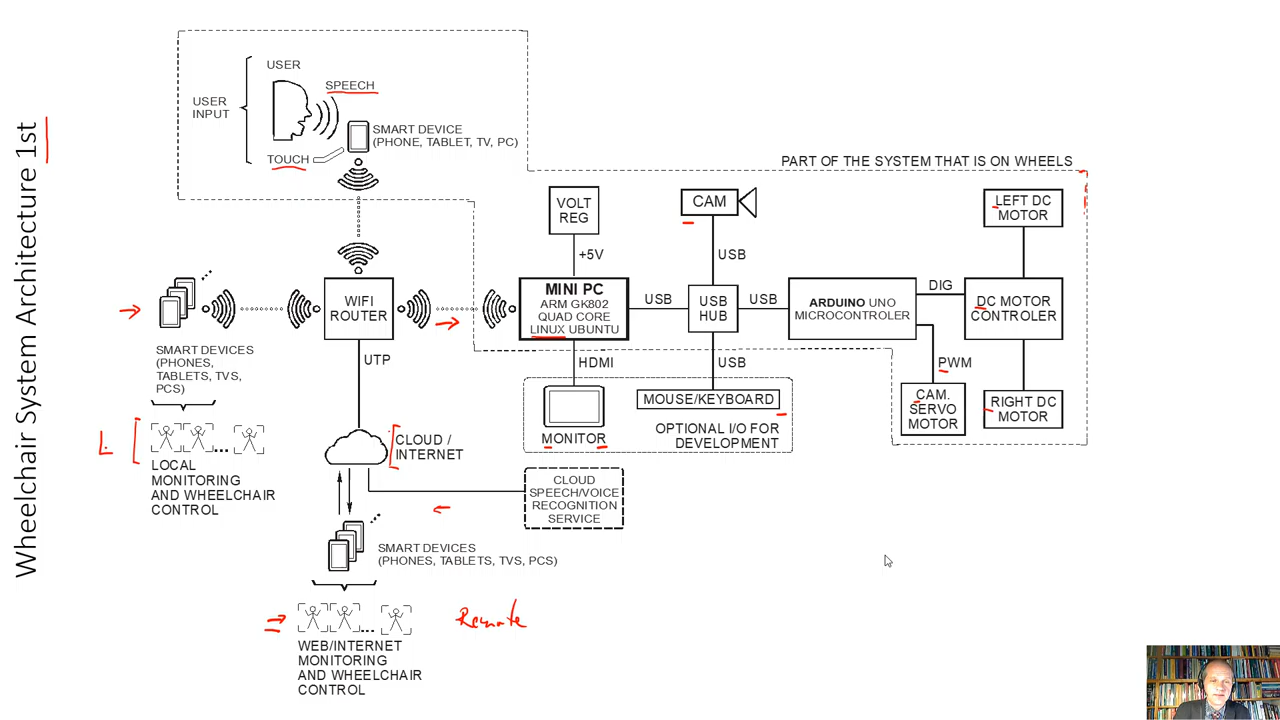 Wheelchair System Architecture 1st
USER
SPEECH
USER
INPUT
SMART DEVICE
(PHONE, TABLET, TV, PC)
TOUCH
PART OF THE SYSTEM THAT IS ON WHEELS
VOLT
REG
+5V
CAM
USB
LEFT DC
MOTOR
WIFI
ROUTER
MINI PC
ARM GK802
QUAD CORE
LINUX UBUNTU
USB
USB
HUB
USB
ARDUINO UNO
MICROCONTROLER
DIG
DC MOTOR
CONTROLER
SMART DEVICES
(PHONES,
TABLETS, TVS,
PCS)
UTP
HDMI
USB
PWM
MONITOR
MOUSE/KEYBOARD
OPTIONAL I/O FOR
DEVELOPMENT
CAM.
SERVO
MOTOR
RIGHT DC
MOTOR
L.
...
LOCAL
MONITORING
AND WHEELCHAIR
CONTROL
CLOUD /
INTERNET
CLOUD
SPEECH/VOICE
RECOGNITION
SERVICE
SMART DEVICES
(PHONES, TABLETS, TVS, PCS)
...
Remote
WEB/INTERNET
MONITORING
AND WHEELCHAIR
CONTROL